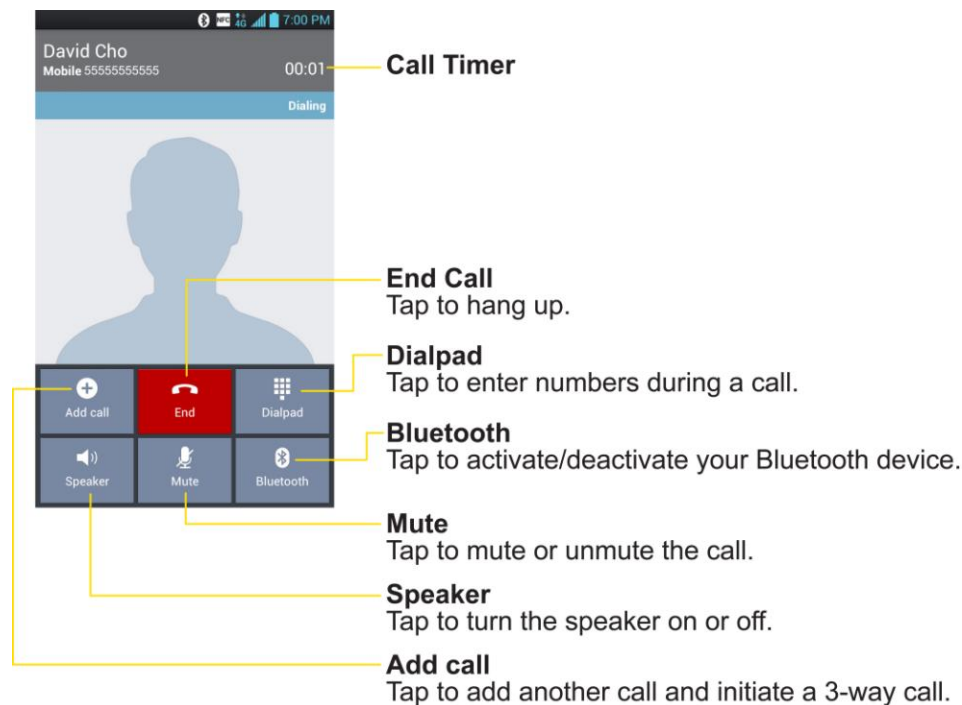 NFC 4G 7:00 PM
David Cho
Mobile 55555555555
00:01
Call Timer
Dialing
End Call
Tap to hang up.
Dialpad
Tap to enter numbers during a call.
Add call
End
Dialpad
Bluetooth
Tap to activate/deactivate your Bluetooth device.
Speaker
Mute
Bluetooth
Mute
Tap to mute or unmute the call.
Speaker
Tap to turn the speaker on or off.
Add call
Tap to add another call and initiate a 3-way call.